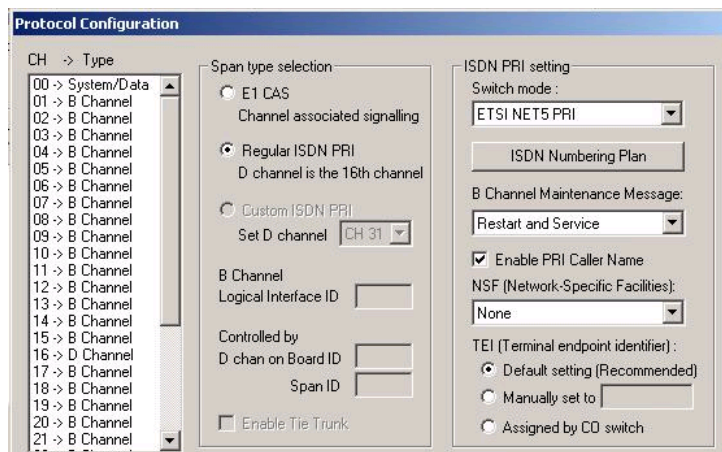 Protocol Configuration
CH -> Type
00 -> System/Data
01 -> B Channel
02 -> B Channel
03 -> B Channel
04 -> B Channel
05 -> B Channel
06 -> B Channel
07 -> B Channel
08 -> B Channel
09 -> B Channel
10 -> B Channel
11 -> B Channel
12 -> B Channel
13 -> B Channel
14 -> B Channel
15 -> B Channel
16 -> D Channel
17 -> B Channel
18 -> B Channel
19 -> B Channel
20 -> B Channel
21 -> B Channel
Span type selection
E1 CAS
Channel associated signalling
Regular ISDN PRI
D channel is the 16th channel
Custom ISDN PRI
Set D channel CH 31
B Channel
Logical Interface ID
Controlled by
D chan on Board ID
Span ID
Enable Tie Trunk
ISDN PRI setting
Switch mode :
ETSI NET5 PRI
ISDN Numbering Plan
B Channel Maintenance Message:
Restart and Service
Enable PRI Caller Name
NSF (Network-Specific Facilities):
None
TEI (Terminal endpoint identifier) :
Default setting (Recommended)
Manually set to
Assigned by CO switch